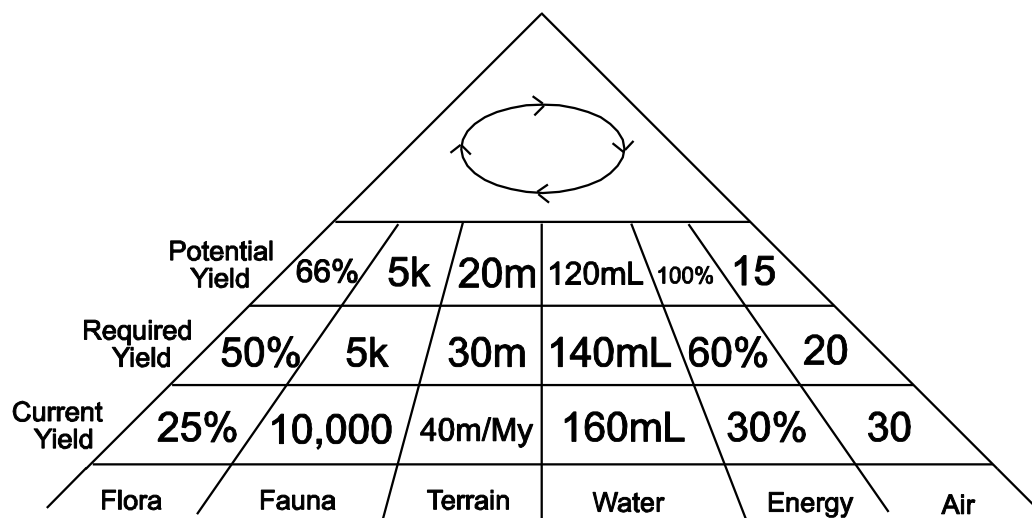 Potential
Yield
66% 5k 20m 120mL 100% 15
Required
Yield
50% 5k 30m 140mL 60% 20
Current
Yield
25% 10,000 40m/My 160mL 30% 30
Flora Fauna Terrain Water Energy Air